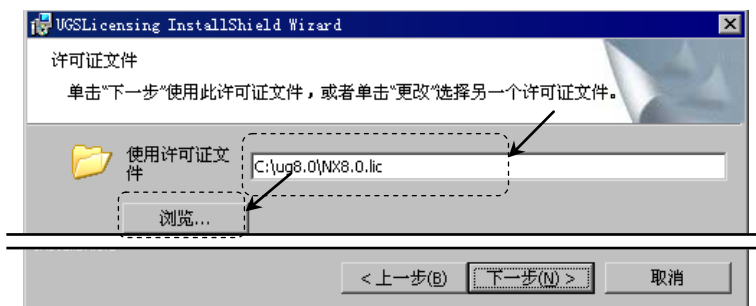 UGSLicensing InstallShield Wizard
许可证文件
单击“下一步”使用此许可证文件，或者单击“更改”选择另一个许可证文件。
使用许可证文
件
C:\ug8.0\NX8.0.lic
浏览...
<上一步(B)
下一步(N) >
取消